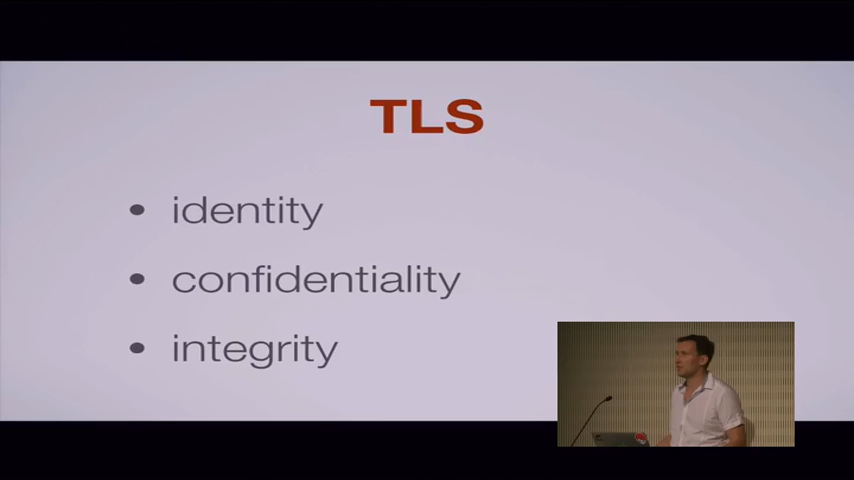 TLS
• identity
• confidentiality
• integrity